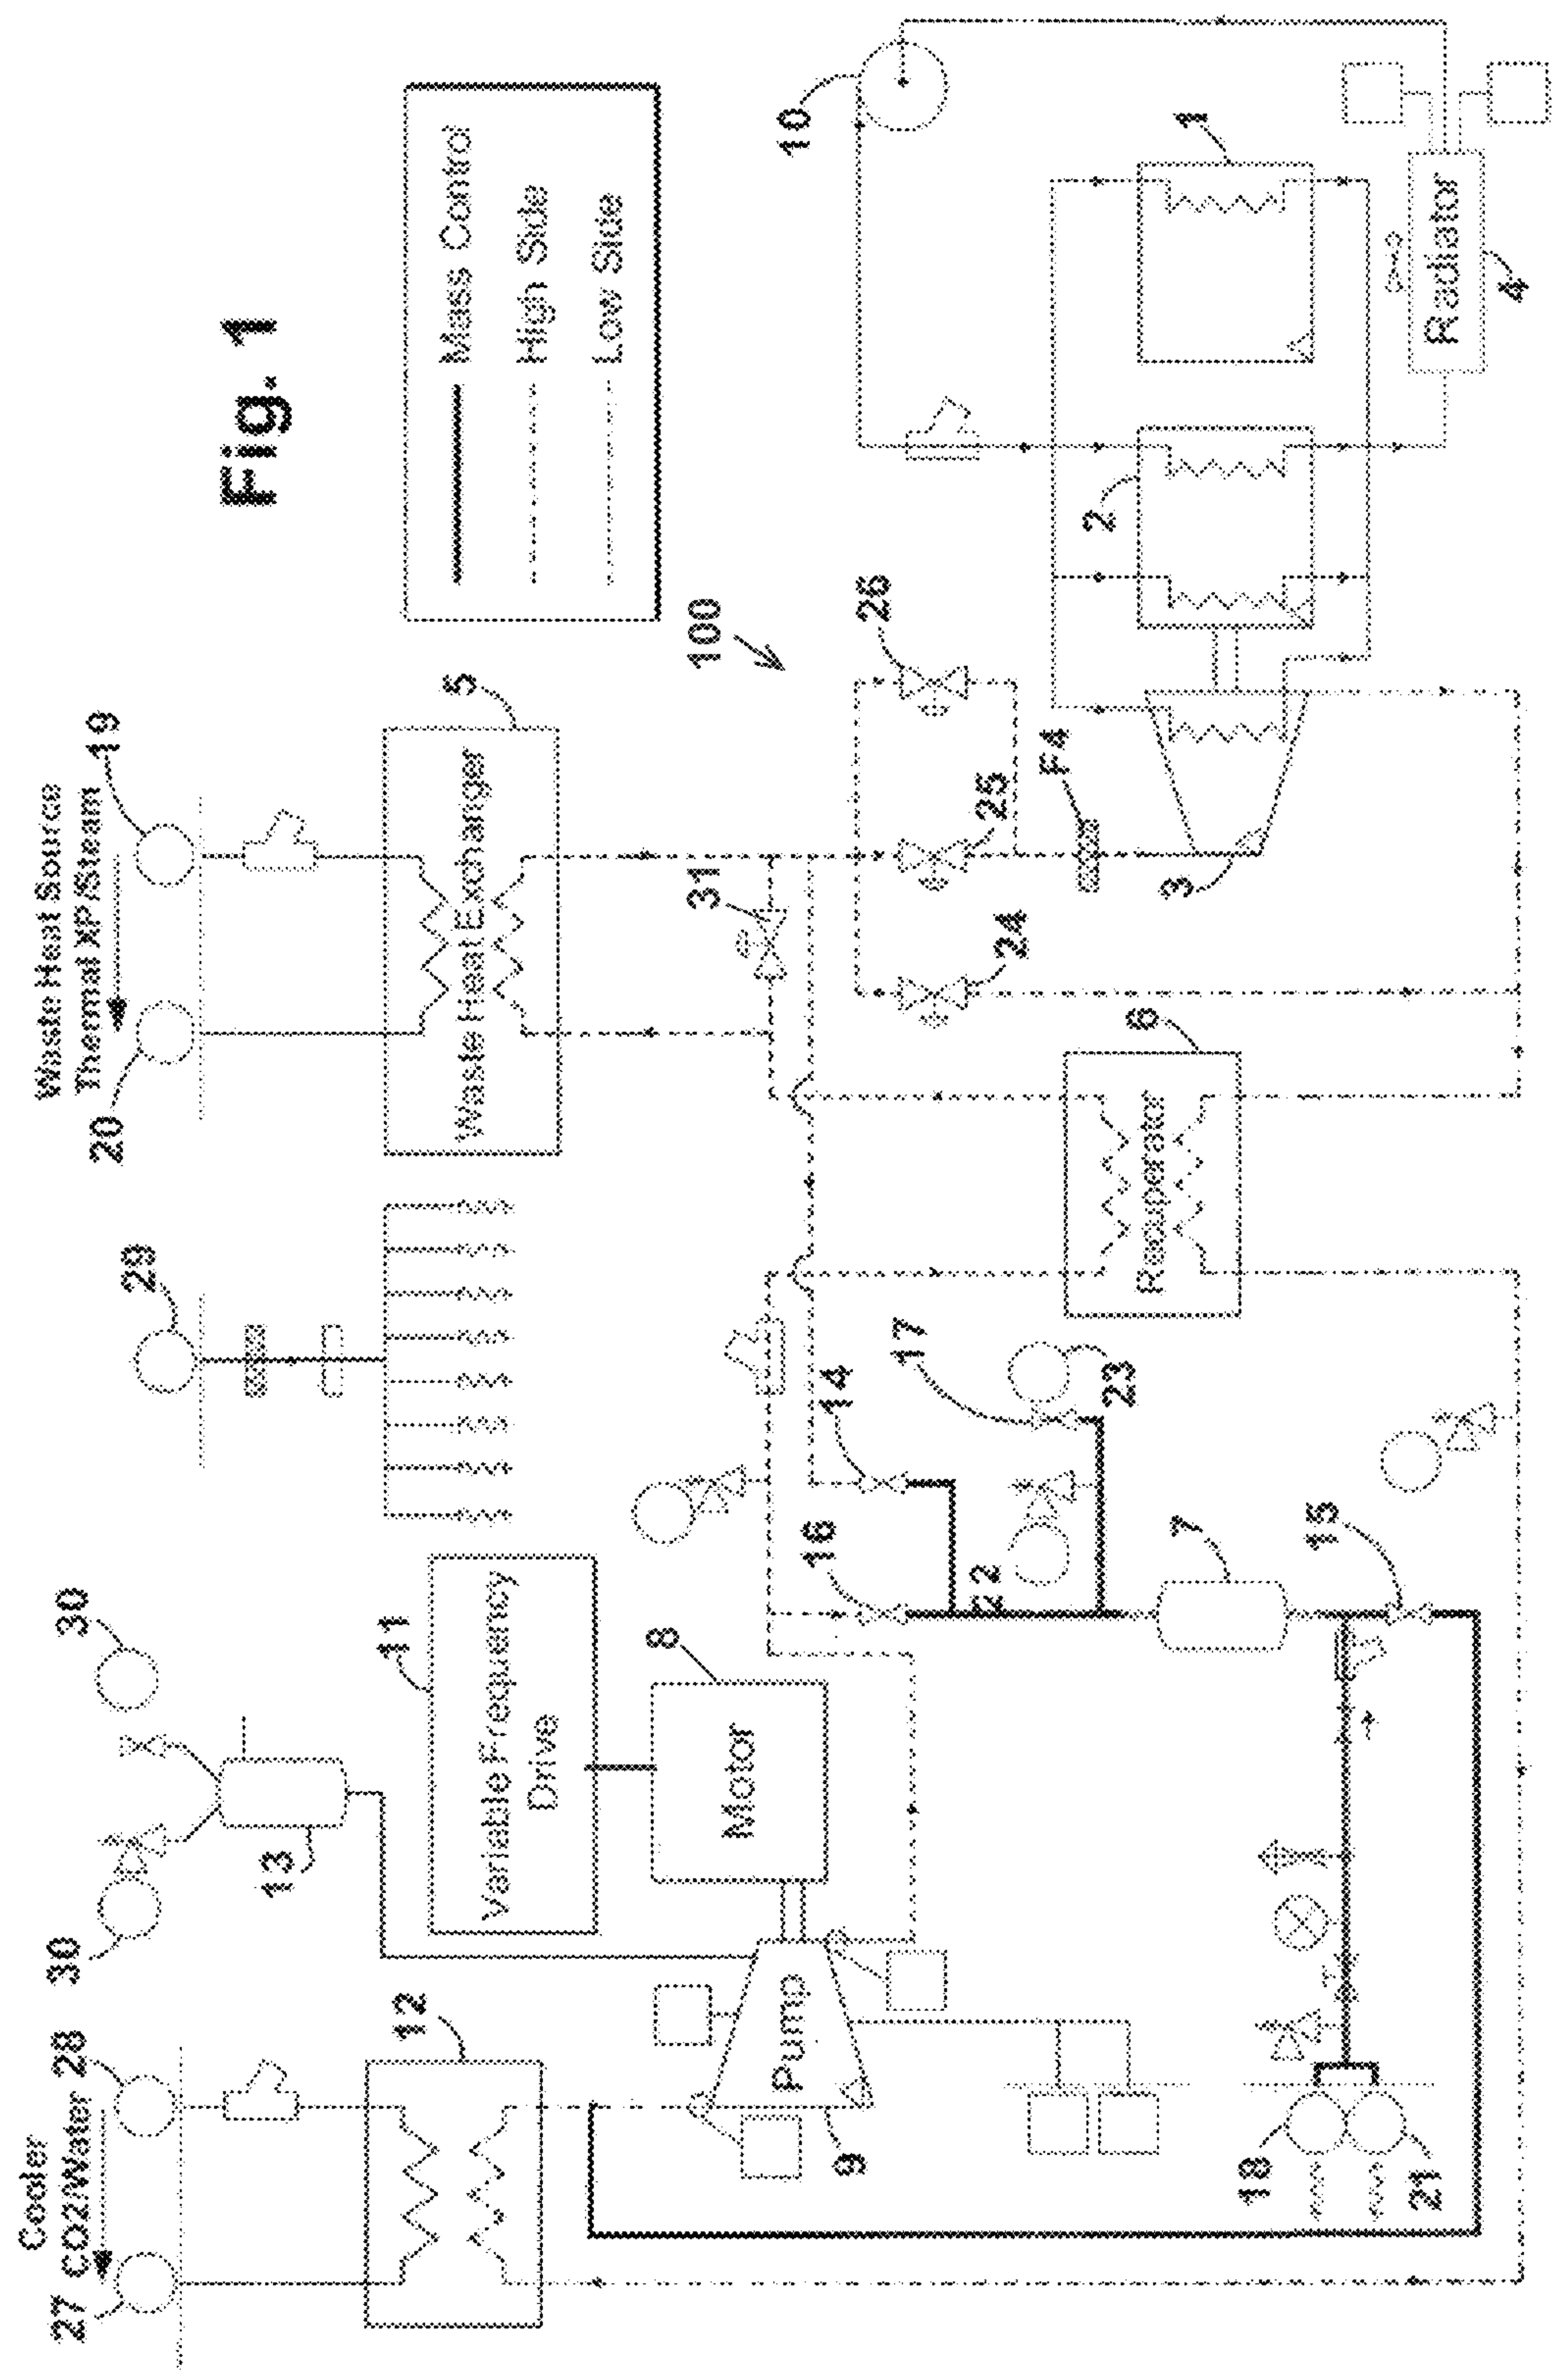 Fig. 1
Mass Control
High Side
Low Side
Cooler
CO2/Water
27
28
30
30
13
12
29
Waste Heat Source
Thermal XP/Steam
20
19
Waste Heat Exchanger
5
Variable Frequency
Drive
11
Motor
8
Pump
9
100
31
16
14
17
22
23
24
25
26
F4
3
10
2
1
Radiator
4
Recuperator
6
7
15
18
21